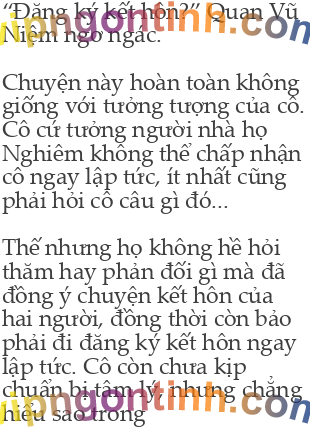 “Đăng ký kết hôn?” Quan Vũ
Niệm ngơ ngác.
Chuyện này hoàn toàn không
giống với tưởng tượng của cô.
Cô cứ tưởng người nhà họ
Nghiêm không thể chấp nhận
cô ngay lập tức, ít nhất cũng
phải hỏi cô câu gì đó...
Thế nhưng họ không hề hỏi
thăm hay phản đối gì mà đã
đồng ý chuyện kết hôn của
hai người, đồng thời còn bảo
phải đi đăng ký kết hôn ngay
lập tức. Cô còn chưa kịp
chuẩn bị tâm lý, nhưng chẳng
hiểu sao trong